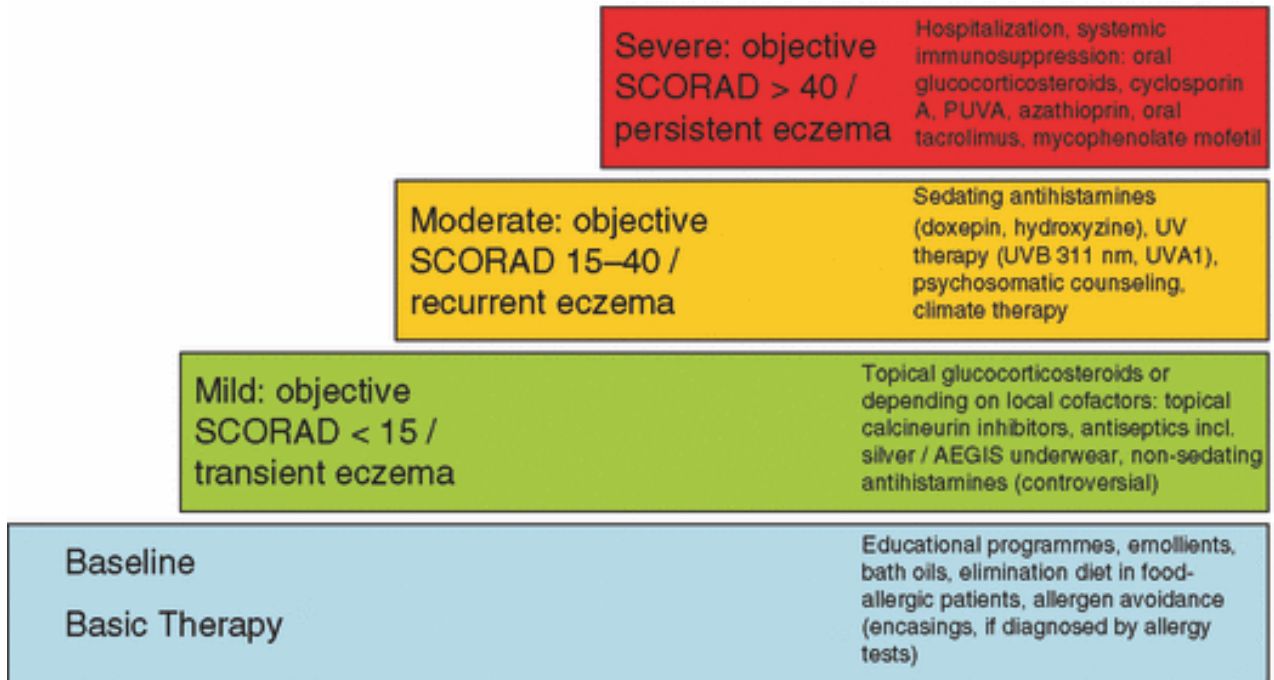 Severe: objective
SCORAD > 40 /
persistent eczema
Hospitalization, systemic
immunosuppression: oral
glucocorticosteroids, cyclosporin
A, PUVA, azathioprin, oral
tacrolimus, mycophenolate mofetil
Moderate: objective
SCORAD 15–40 /
recurrent eczema
Sedating antihistamines
(doxepin, hydroxyzine), UV
therapy (UVB 311 nm, UVA1),
psychosomatic counseling,
climate therapy
Mild: objective
SCORAD < 15 /
transient eczema
Topical glucocorticosteroids or
depending on local cofactors: topical
calcineurin inhibitors, antiseptics incl.
silver / AEGIS underwear, non-sedating
antihistamines (controversial)
Baseline
Basic Therapy
Educational programmes, emollients,
bath oils, elimination diet in food-
allergic patients, allergen avoidance
(encasings, if diagnosed by allergy
tests)